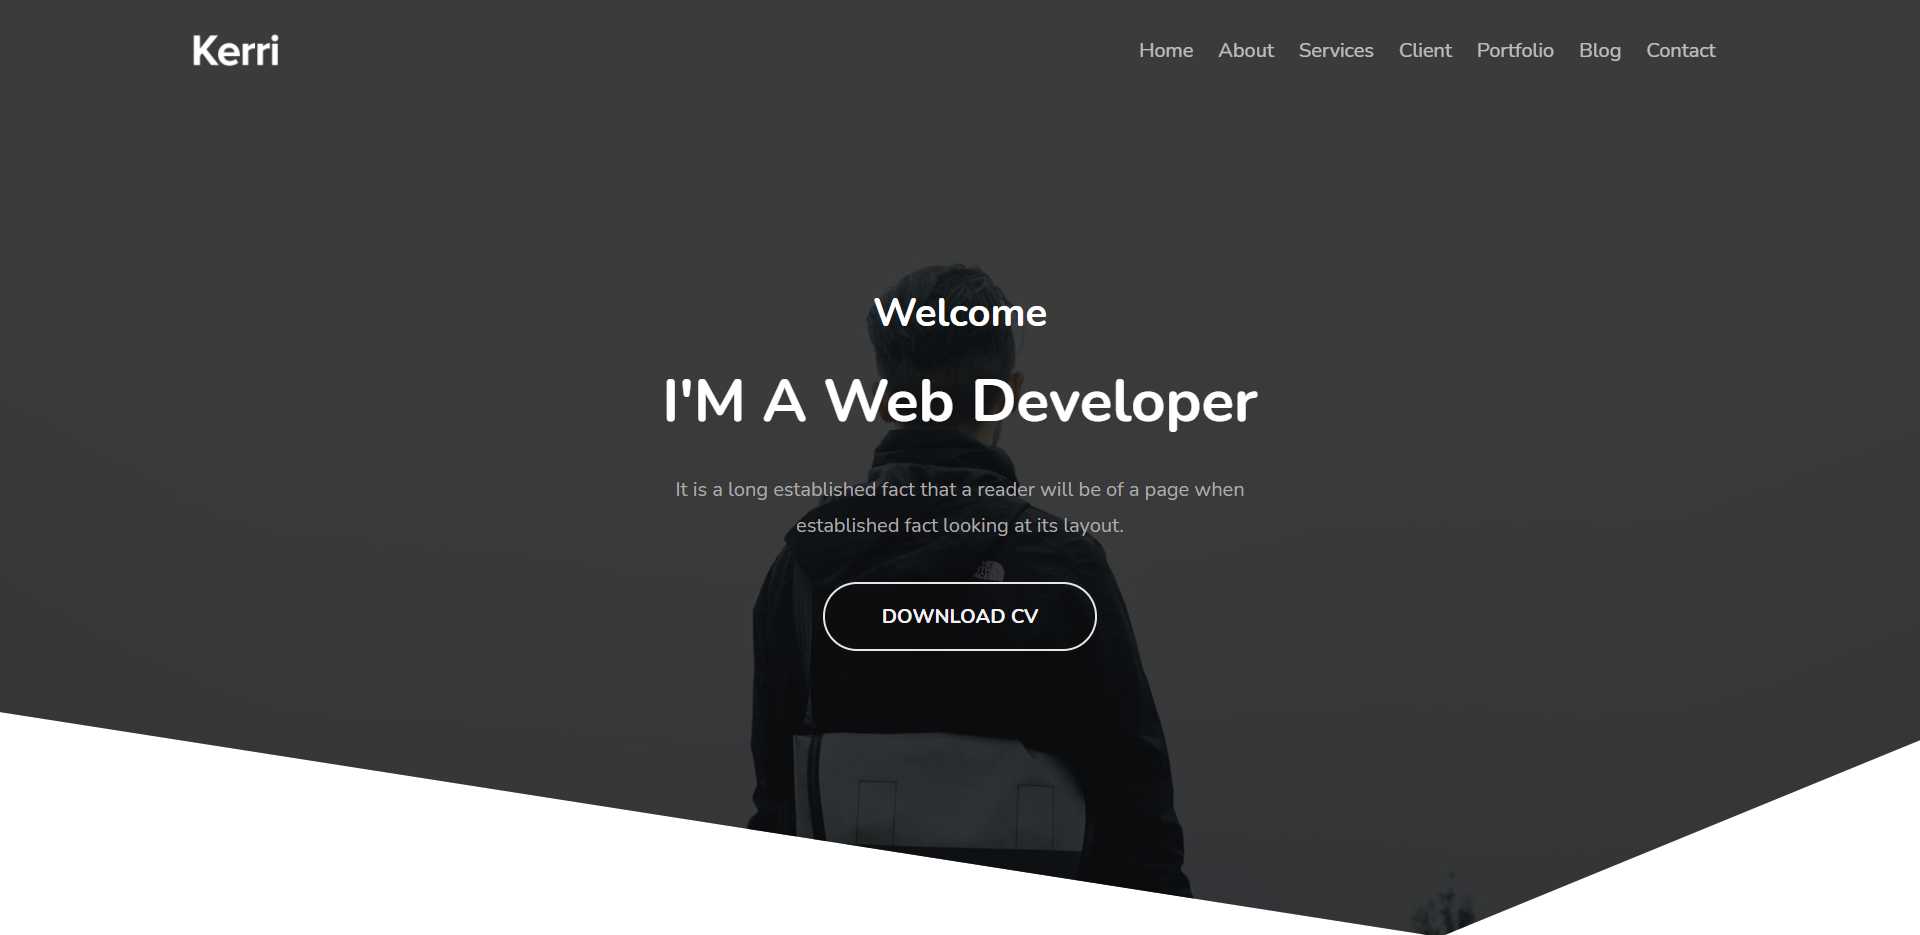 Kerri
Home About Services Client Portfolio Blog Contact
Welcome
I'M A Web Developer
It is a long established fact that a reader will be of a page when
established fact looking at its layout.
DOWNLOAD CV